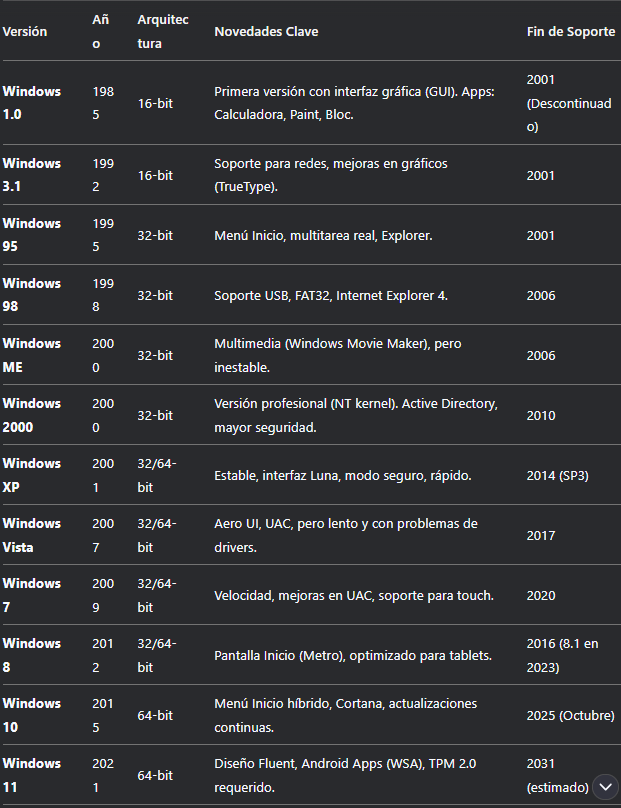 Versión Añ Arquitec Novedades Clave Fin de Soporte
o tura
Windows 198 16-bit Primera versión con interfaz gráfica (GUI). Apps: 2001
1.0 5 Calculadora, Paint, Bloc. (Descontinuad
o)
Windows 199 16-bit Soporte para redes, mejoras en gráficos 2001
3.1 2 (TrueType).
Windows 199 32-bit Menú Inicio, multitarea real, Explorer. 2001
95 5
Windows 199 32-bit Soporte USB, FAT32, Internet Explorer 4. 2006
98 8
Windows 200 32-bit Multimedia (Windows Movie Maker), pero 2006
ME 0 inestable.
Windows 200 32-bit Versión profesional (NT kernel). Active Directory, 2010
2000 0 mayor seguridad.
Windows 200 32/64- Estable, interfaz Luna, modo seguro, rápido. 2014 (SP3)
XP 1 bit
Windows 200 32/64- Aero UI, UAC, pero lento y con problemas de 2017
Vista 7 bit drivers.
Windows 200 32/64- Velocidad, mejoras en UAC, soporte para touch. 2020
7 9 bit
Windows 201 32/64- Pantalla Inicio (Metro), optimizado para tablets. 2016 (8.1 en
8 2 bit 2023)
Windows 201 64-bit Menú Inicio híbrido, Cortana, actualizaciones 2025 (Octubre)
10 5 continuas.
Windows 202 64-bit Diseño Fluent, Android Apps (WSA), TPM 2.0 2031
11 1 requerido. (estimado)